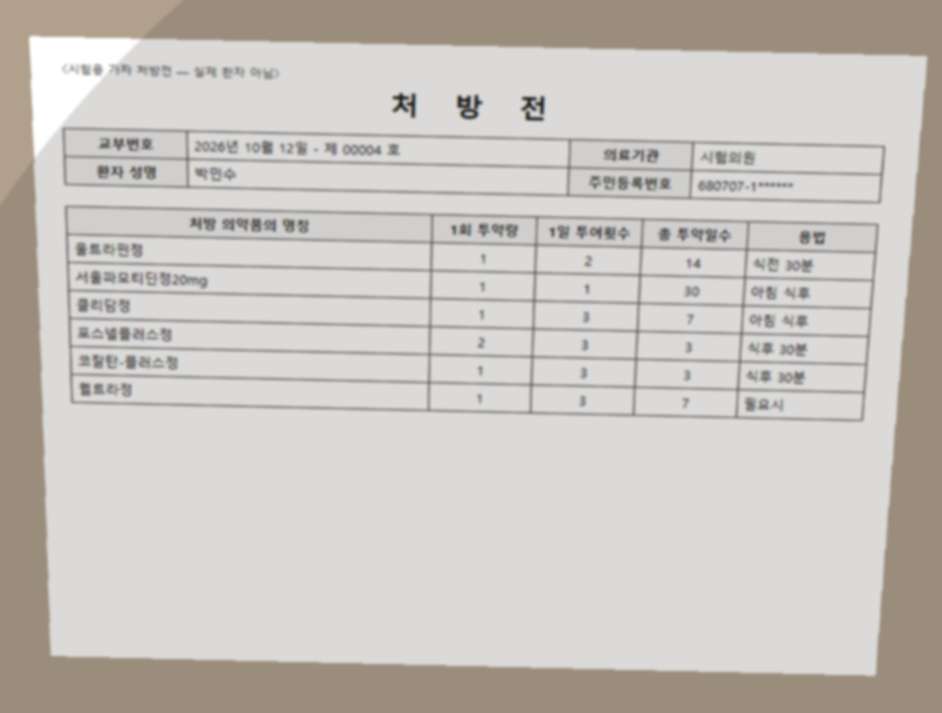 (시험용 가짜 처방전 — 실제 환자 아님)
처 방 전
교부번호 2026년 10월 12일 - 제 00004 호 의료기관 시험의원
환자 성명 박민수 주민등록번호 680707-1******
처방 의약품의 명칭 1회 투약량 1일 투여횟수 총 투약일수 용법
울트라펜정 1 2 14 식전 30분
서울파모티딘정20mg 1 1 30 아침 식후
클리담정 1 3 7 아침 식후
포스넬플러스정 2 3 3 식후 30분
코잘탄-플러스정 1 3 3 식후 30분
1 3 7 필요시